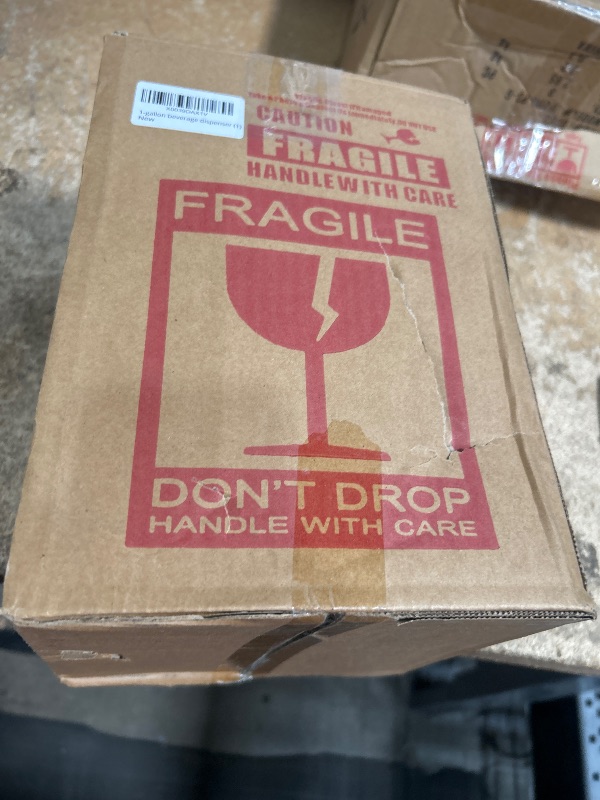 1-gallon beverage dispenser (1)
New
CAUTION
FRAGILE
HANDLE WITH CARE
FRAGILE
DON'T DROP
HANDLE WITH CARE